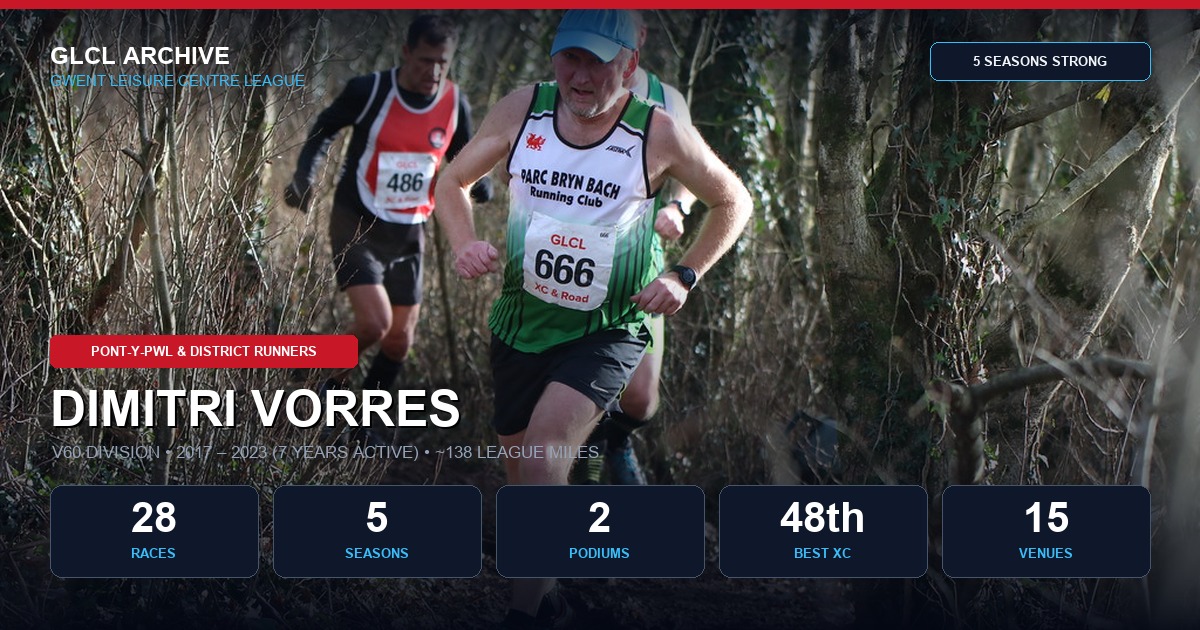 GLCL ARCHIVE
GWENT LEISURE CENTRE LEAGUE
5 SEASONS STRONG
GLCL
486
XC & Road
PARC BRYN BACH
Running Club
GLCL
666
666
XC & Road
PONT-Y-PWL & DISTRICT RUNNERS
DIMITRI VORRES
V60 DIVISION • 2017 – 2023 (7 YEARS ACTIVE) • ~138 LEAGUE MILES
28
RACES
5
SEASONS
2
PODIUMS
48th
BEST XC
15
VENUES